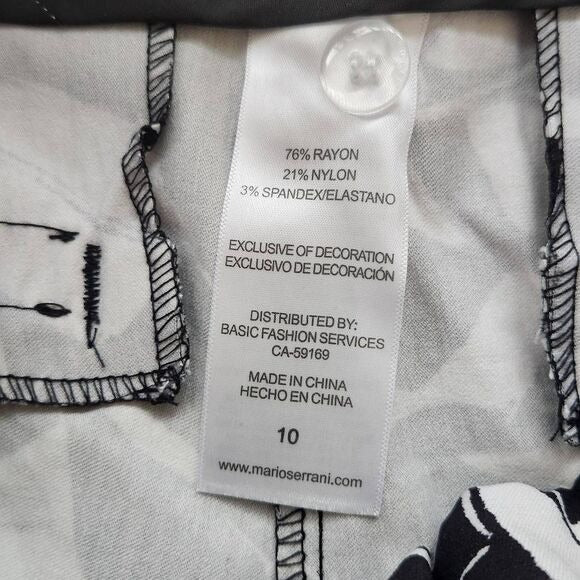 76% RAYON
21% NYLON
3% SPANDEX/ELASTANO
EXCLUSIVE OF DECORATION
EXCLUSIVO DE DECORACIÓN
DISTRIBUTED BY:
BASIC FASHION SERVICES
CA-59169
MADE IN CHINA
HECHO EN CHINA
10
www.marioserrani.com